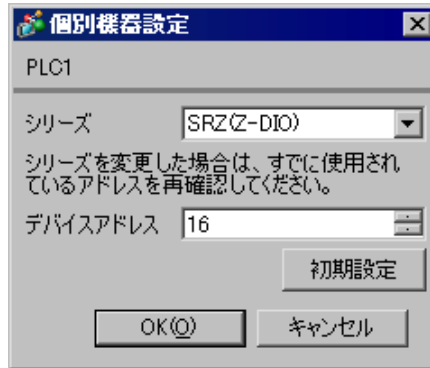 個別機器設定
PLC1
シリーズ SRZ(Z-DIO)
シリーズを変更した場合は、すでに使用され
ているアドレスを再確認してください。
デバイスアドレス 16
初期設定
OK(O) キャンセル